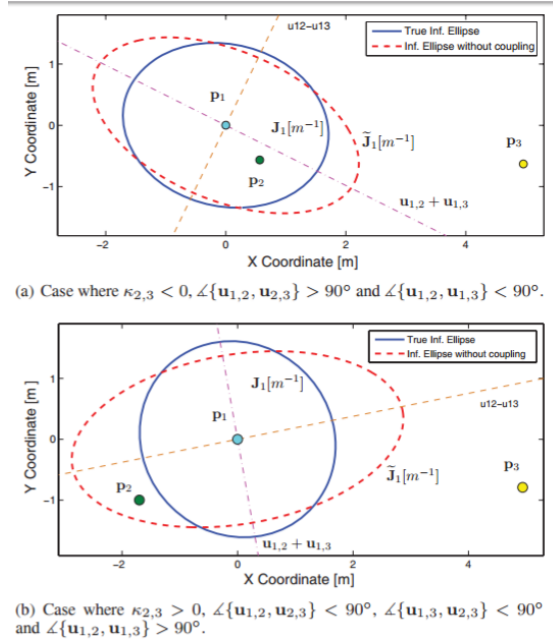 u12−u13
True Inf. Ellipse
Inf. Ellipse without coupling
p₁
J₁[m⁻¹]
J̃₁[m⁻¹]
p₃
p₂
u₁,₂ + u₁,₃
1
0
−1
Y Coordinate [m]
−2 0 2 4
X Coordinate [m]
(a) Case where κ₂,₃ < 0, ∡{u₁,₂, u₂,₃} > 90° and ∡{u₁,₂, u₁,₃} < 90°.
True Inf. Ellipse
Inf. Ellipse without coupling
J₁[m⁻¹]
u12−u13
p₁
p₂
J̃₁[m⁻¹]
p₃
u₁,₂ + u₁,₃
1
0
−1
Y Coordinate [m]
−2 0 2 4
X Coordinate [m]
(b) Case where κ₂,₃ > 0, ∡{u₁,₂, u₂,₃} < 90°, ∡{u₁,₃, u₂,₃} < 90°
and ∡{u₁,₂, u₁,₃} > 90°.